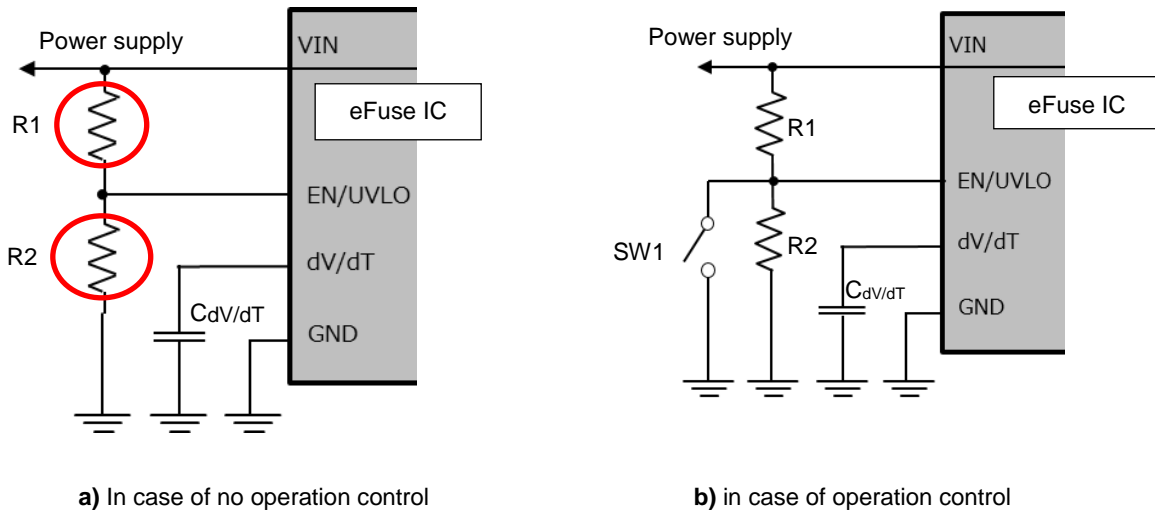 Power supply
VIN
eFuse IC
R1
EN/UVLO
R2
dV/dT
CdV/dT
GND
a) In case of no operation control
Power supply
VIN
eFuse IC
R1
EN/UVLO
SW1
R2
dV/dT
CdV/dT
GND
b) in case of operation control